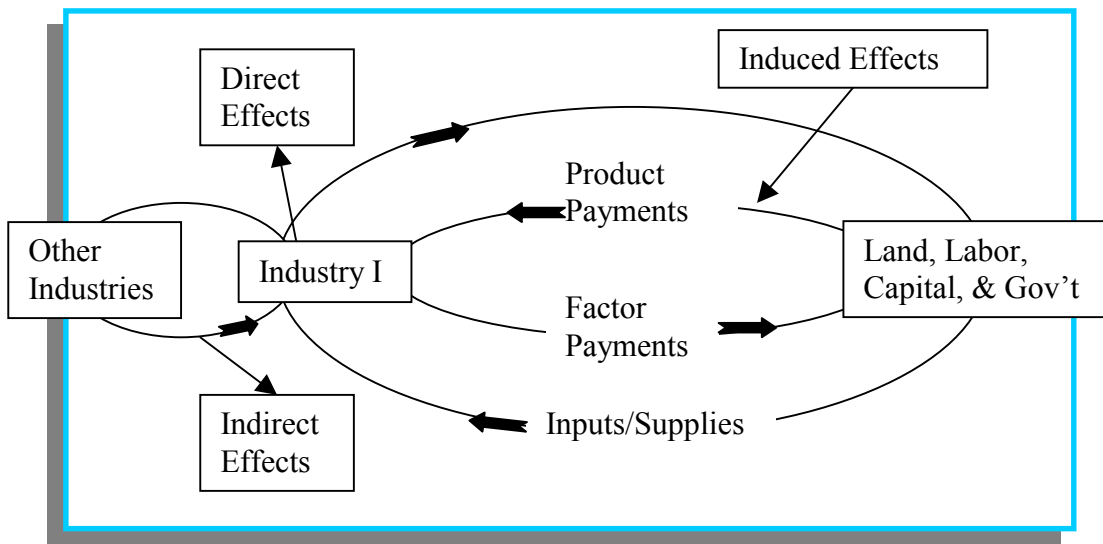 Direct
Effects
Induced Effects
Product
Payments
Other
Industries
Industry I
Land, Labor,
Capital, & Gov’t
Factor
Payments
Indirect
Effects
Inputs/Supplies